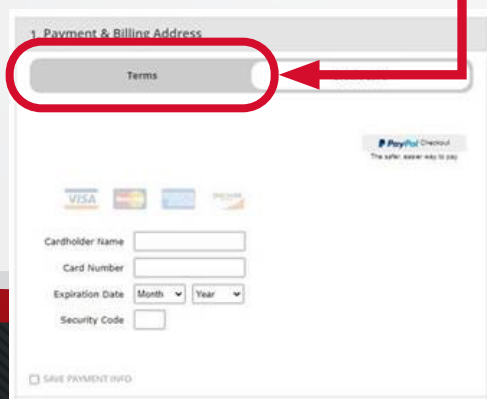 1. Payment & Billing Address
Terms
PayPal Checkout
The safer, easier way to pay
VISA
Cardholder Name
Card Number
Expiration Date Month Year
Security Code
SAVE PAYMENT INFO